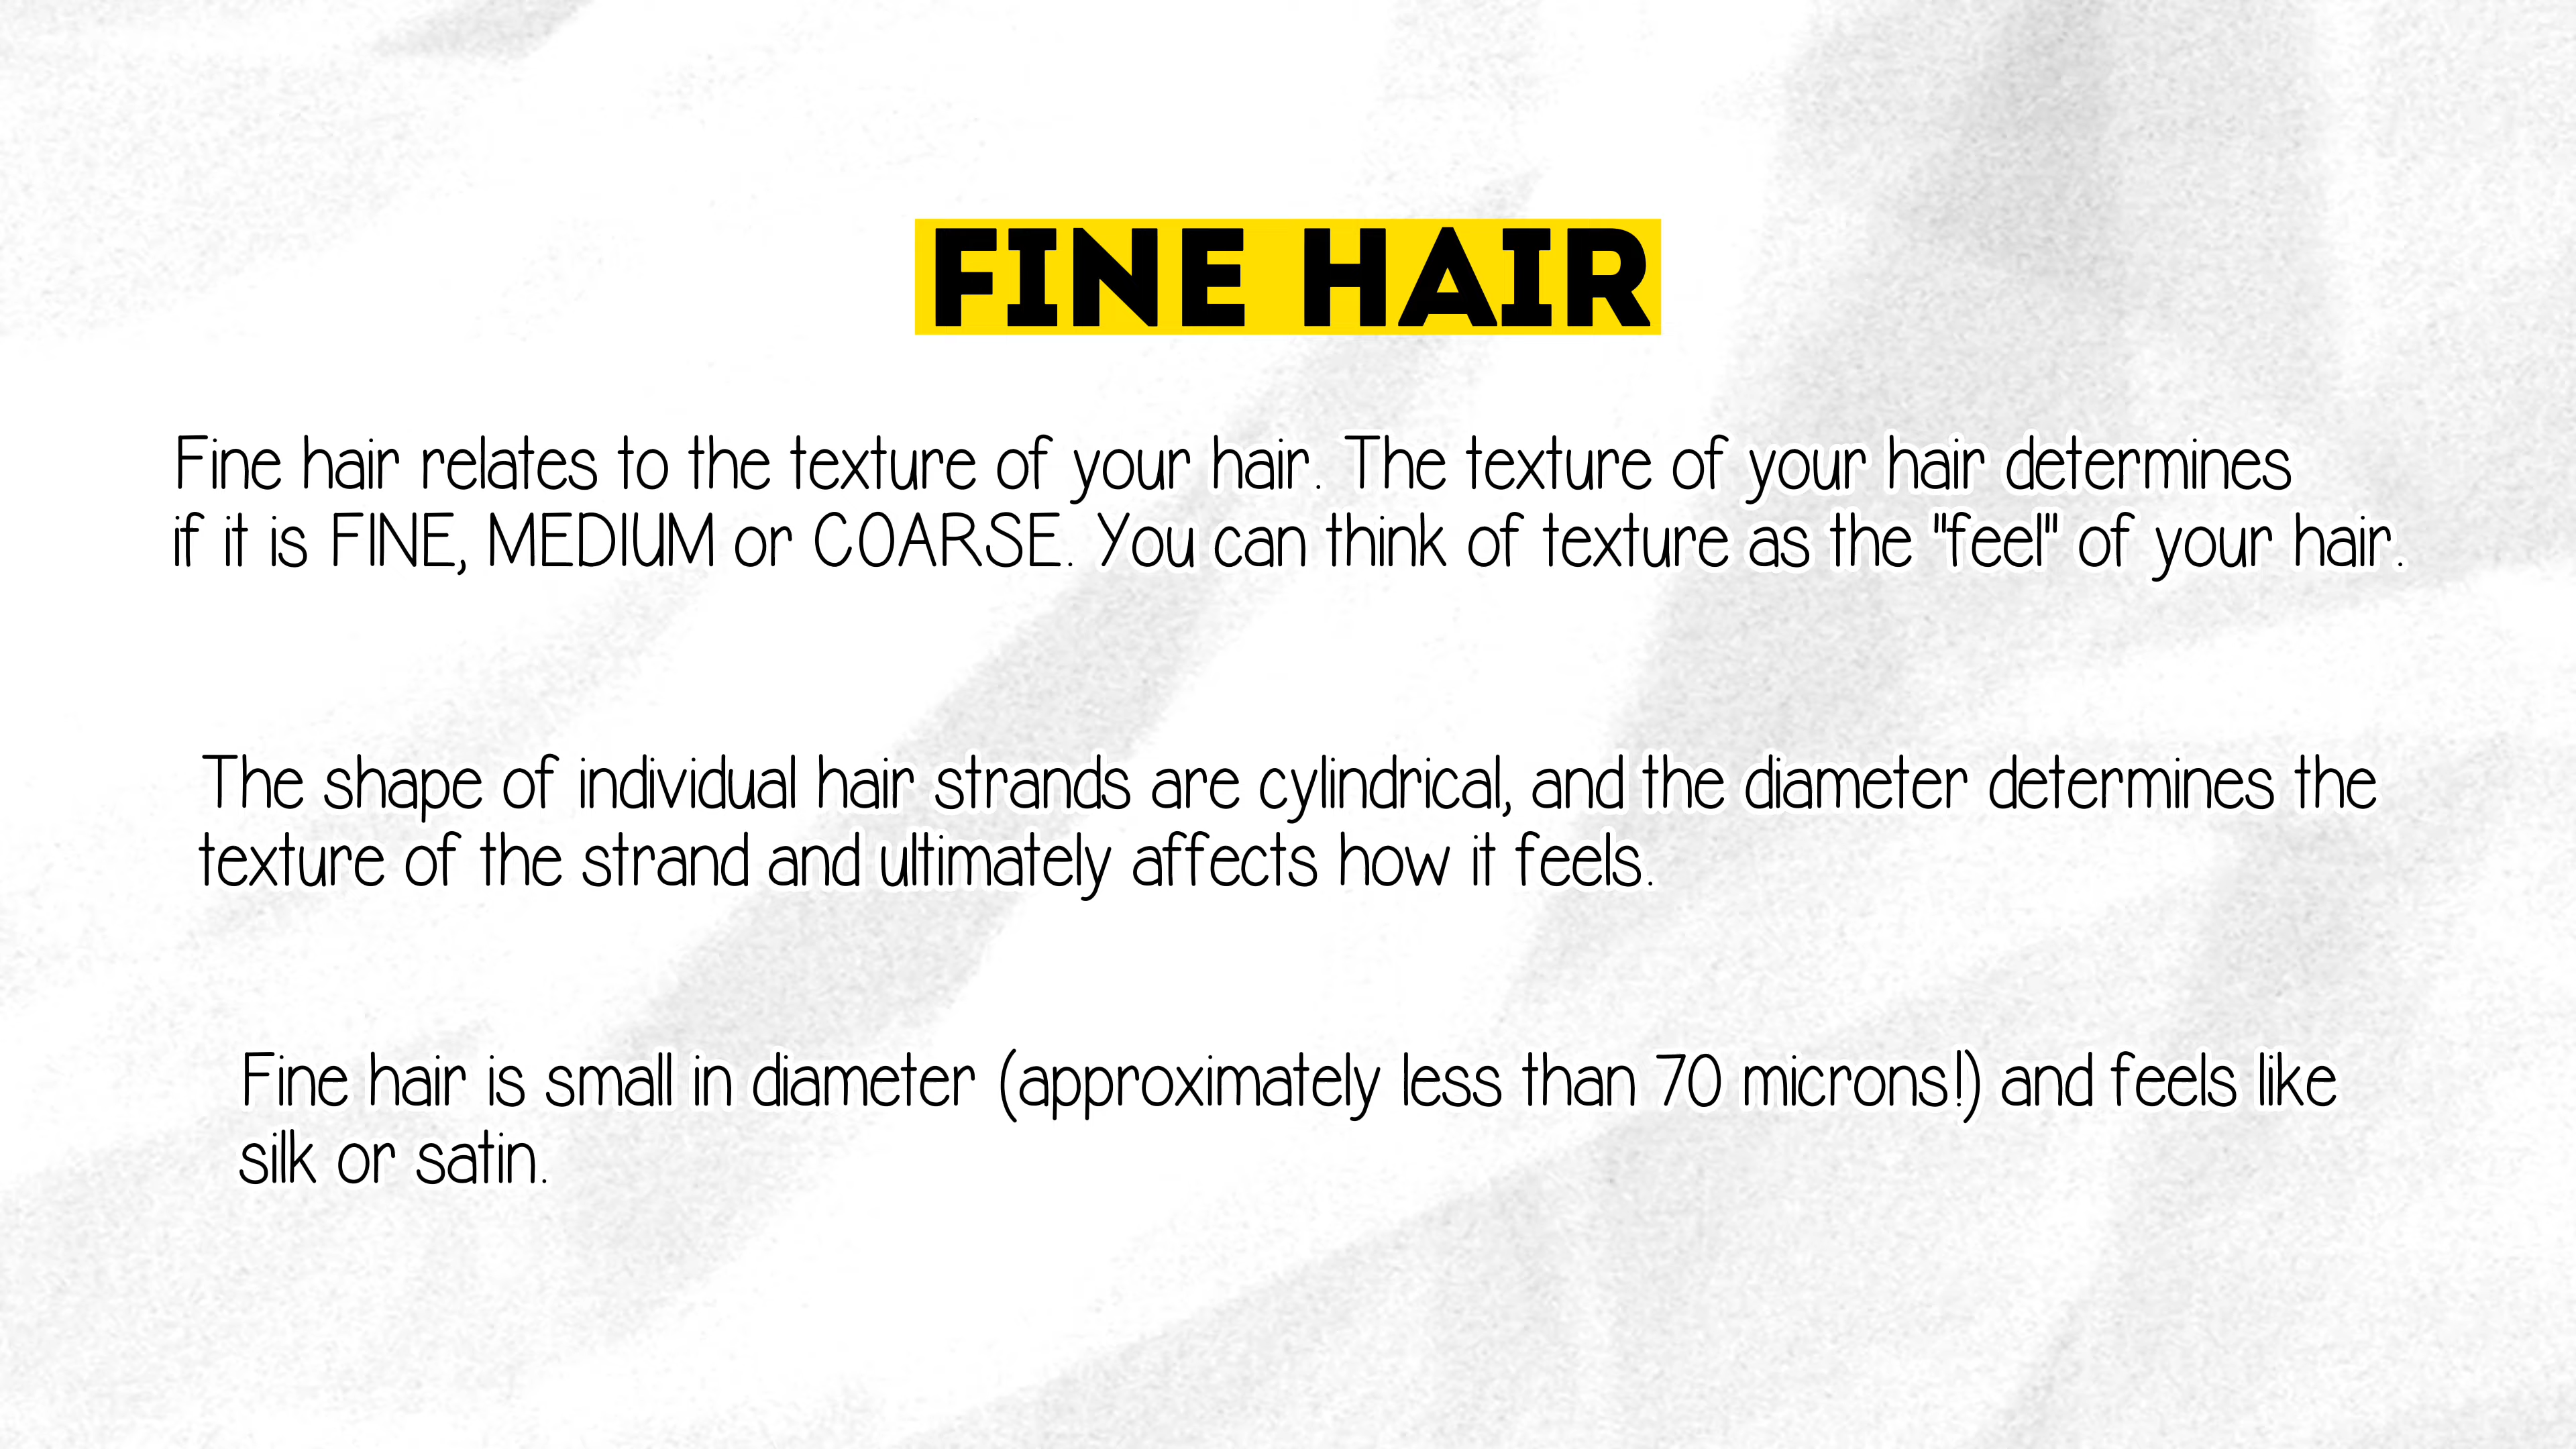 FINE HAIR
Fine hair relates to the texture of your hair. The texture of your hair determines
if it is FINE, MEDIUM or COARSE. You can think of texture as the "feel" of your hair.
The shape of individual hair strands are cylindrical, and the diameter determines the
texture of the strand and ultimately affects how it feels.
Fine hair is small in diameter (approximately less than 70 microns!) and feels like
silk or satin.